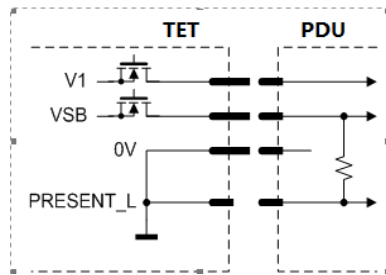 TET PDU
V1
VSB
0V
PRESENT_L